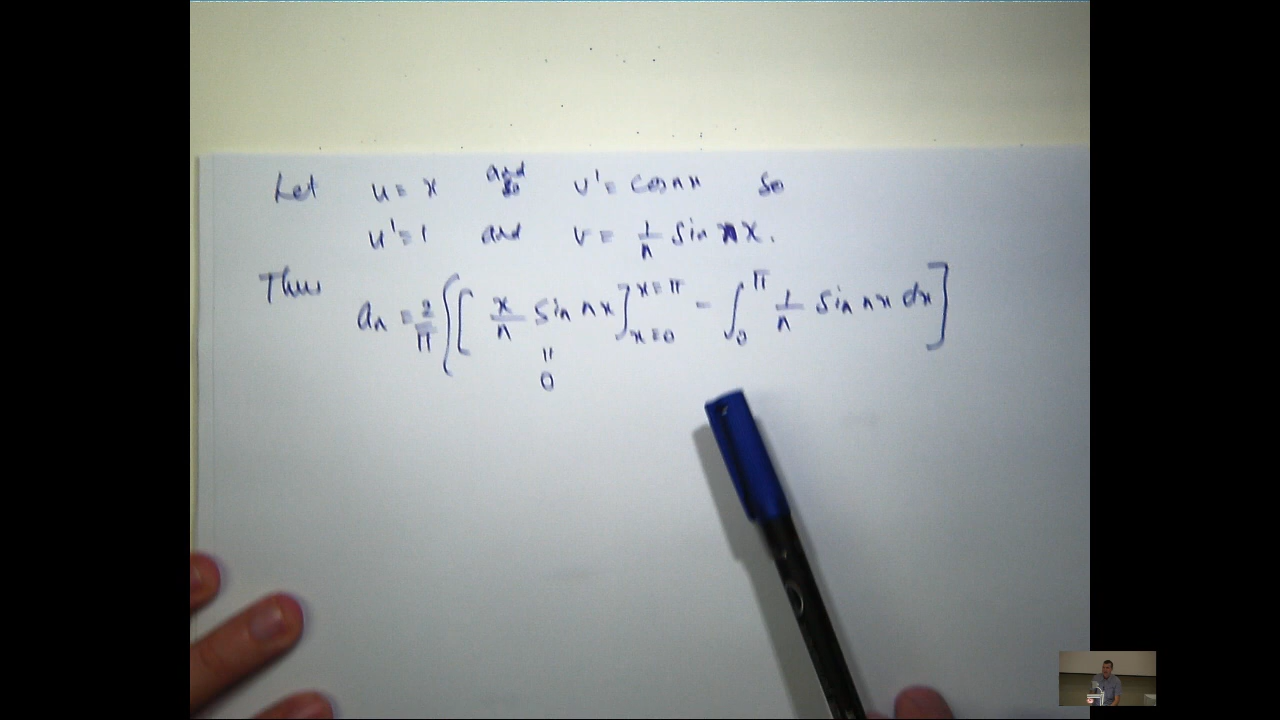 Let u = x and so v' = cos nx so
u' = 1 and v = 1/n sin nx.
Thus
aₙ = 2/π [ [ x/n sin nx ]_{x=0}^{x=π} − ∫_0^π 1/n sin nx dx ]
=
0